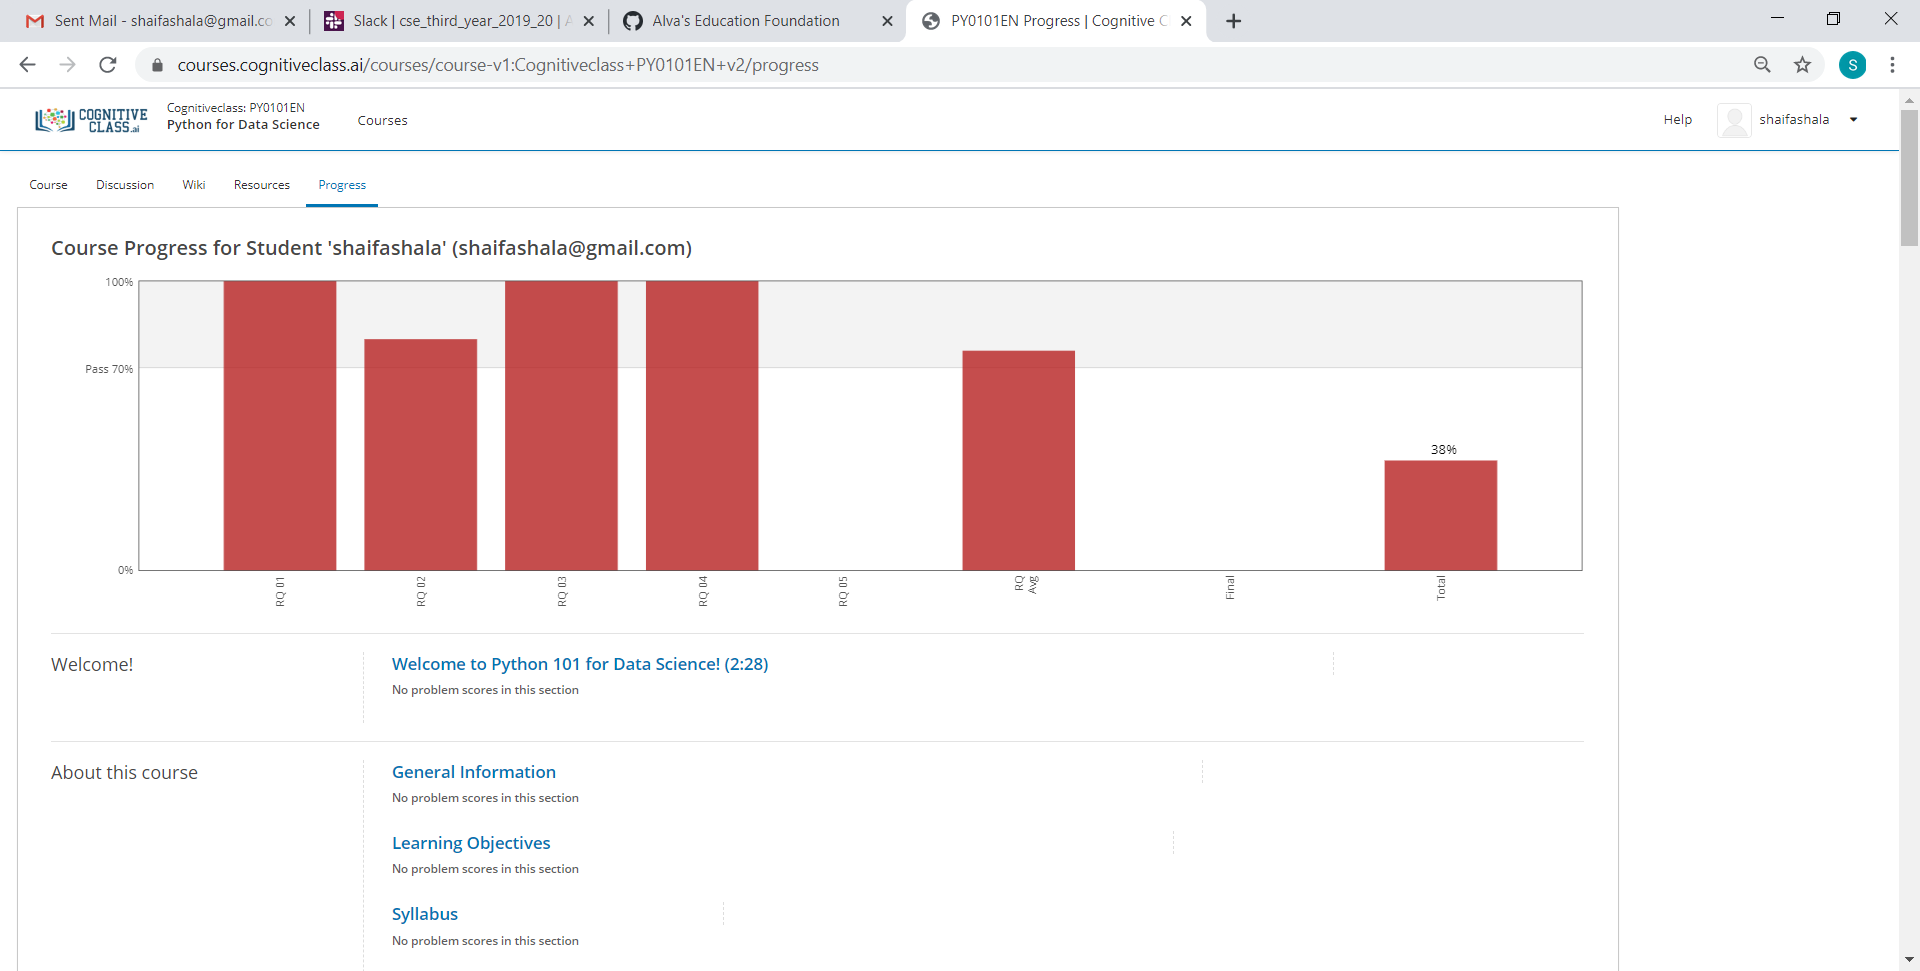 Sent Mail - shaifashala@gmail.co
Slack | cse_third_year_2019_20 | A
Alva's Education Foundation
PY0101EN Progress | Cognitive C
courses.cognitiveclass.ai/courses/course-v1:Cognitiveclass+PY0101EN+v2/progress
S
COGNITIVE
CLASS.ai
Cognitiveclass: PY0101EN
Python for Data Science
Courses
Help
shaifashala
Course
Discussion
Wiki
Resources
Progress
Course Progress for Student 'shaifashala' (shaifashala@gmail.com)
100%
Pass 70%
0%
38%
RQ 01
RQ 02
RQ 03
RQ 04
RQ 05
RQ
Avg
Final
Total
Welcome!
Welcome to Python 101 for Data Science! (2:28)
No problem scores in this section
About this course
General Information
No problem scores in this section
Learning Objectives
No problem scores in this section
Syllabus
No problem scores in this section